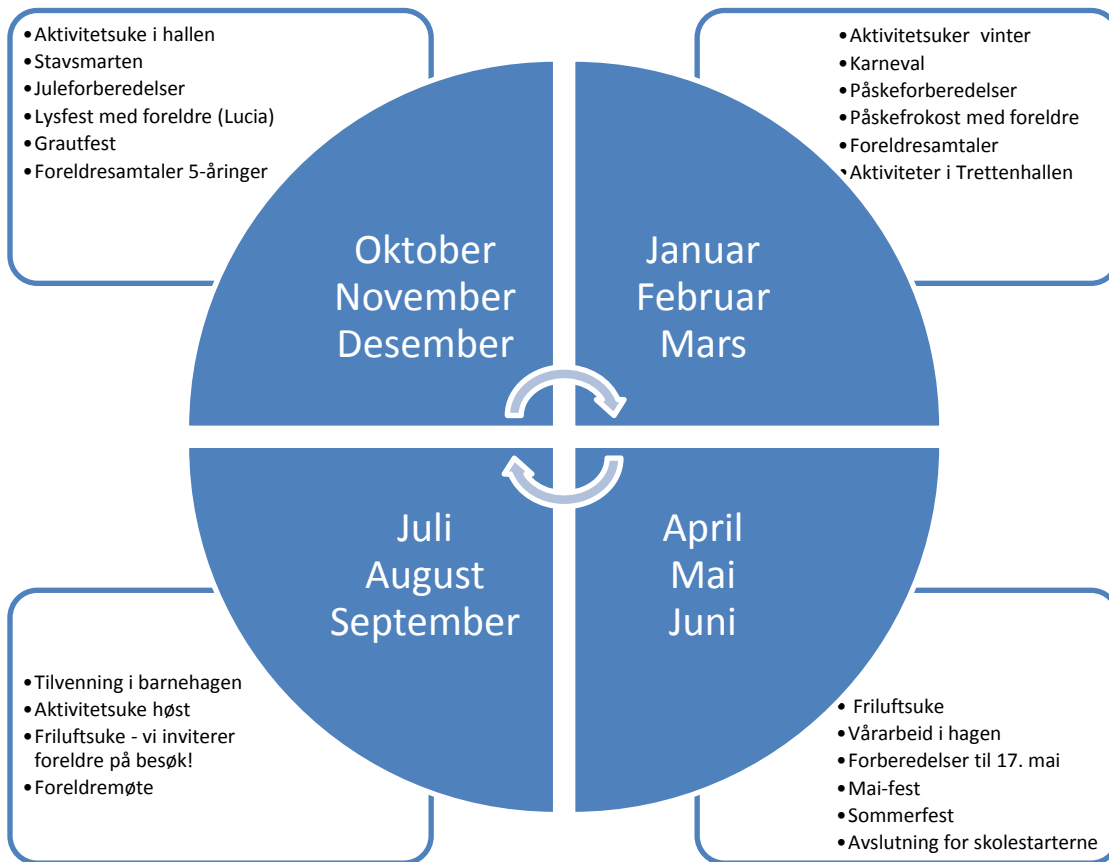 •Aktivitetsuke i hallen
•Stavsmarten
•Juleforberedelser
•Lysfest med foreldre (Lucia)
•Grautfest
•Foreldresamtaler 5-åringer
•Aktivitetsuker vinter
•Karneval
•Påskeforberedelser
•Påskefrokost med foreldre
•Foreldresamtaler
•Aktiviteter i Trettenhallen
Oktober
November
Desember
Januar
Februar
Mars
Juli
August
September
April
Mai
Juni
•Tilvenning i barnehagen
•Aktivitetsuke høst
•Friluftsuke - vi inviterer
foreldre på besøk!
•Foreldremøte
• Friluftsuke
•Vårarbeid i hagen
•Forberedelser til 17. mai
•Mai-fest
•Sommerfest
•Avslutning for skolestarterne